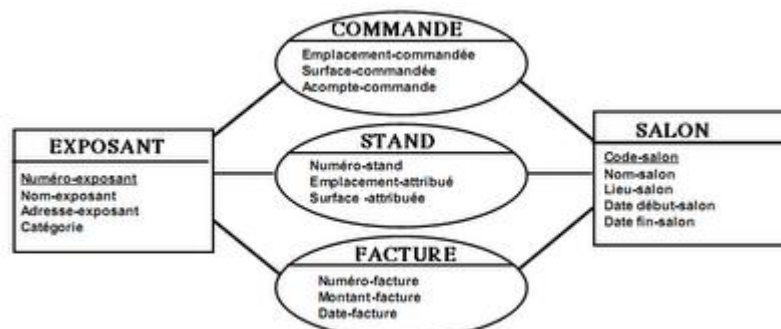 COMMANDE
Emplacement-commandée
Surface-commandée
Acompte-commande
EXPOSANT
Numéro-exposant
Nom-exposant
Adresse-exposant
Catégorie
STAND
Numéro-stand
Emplacement-attribué
Surface -attribuée
SALON
Code-salon
Nom-salon
Lieu-salon
Date début-salon
Date fin-salon
FACTURE
Numéro-facture
Montant-facture
Date-facture